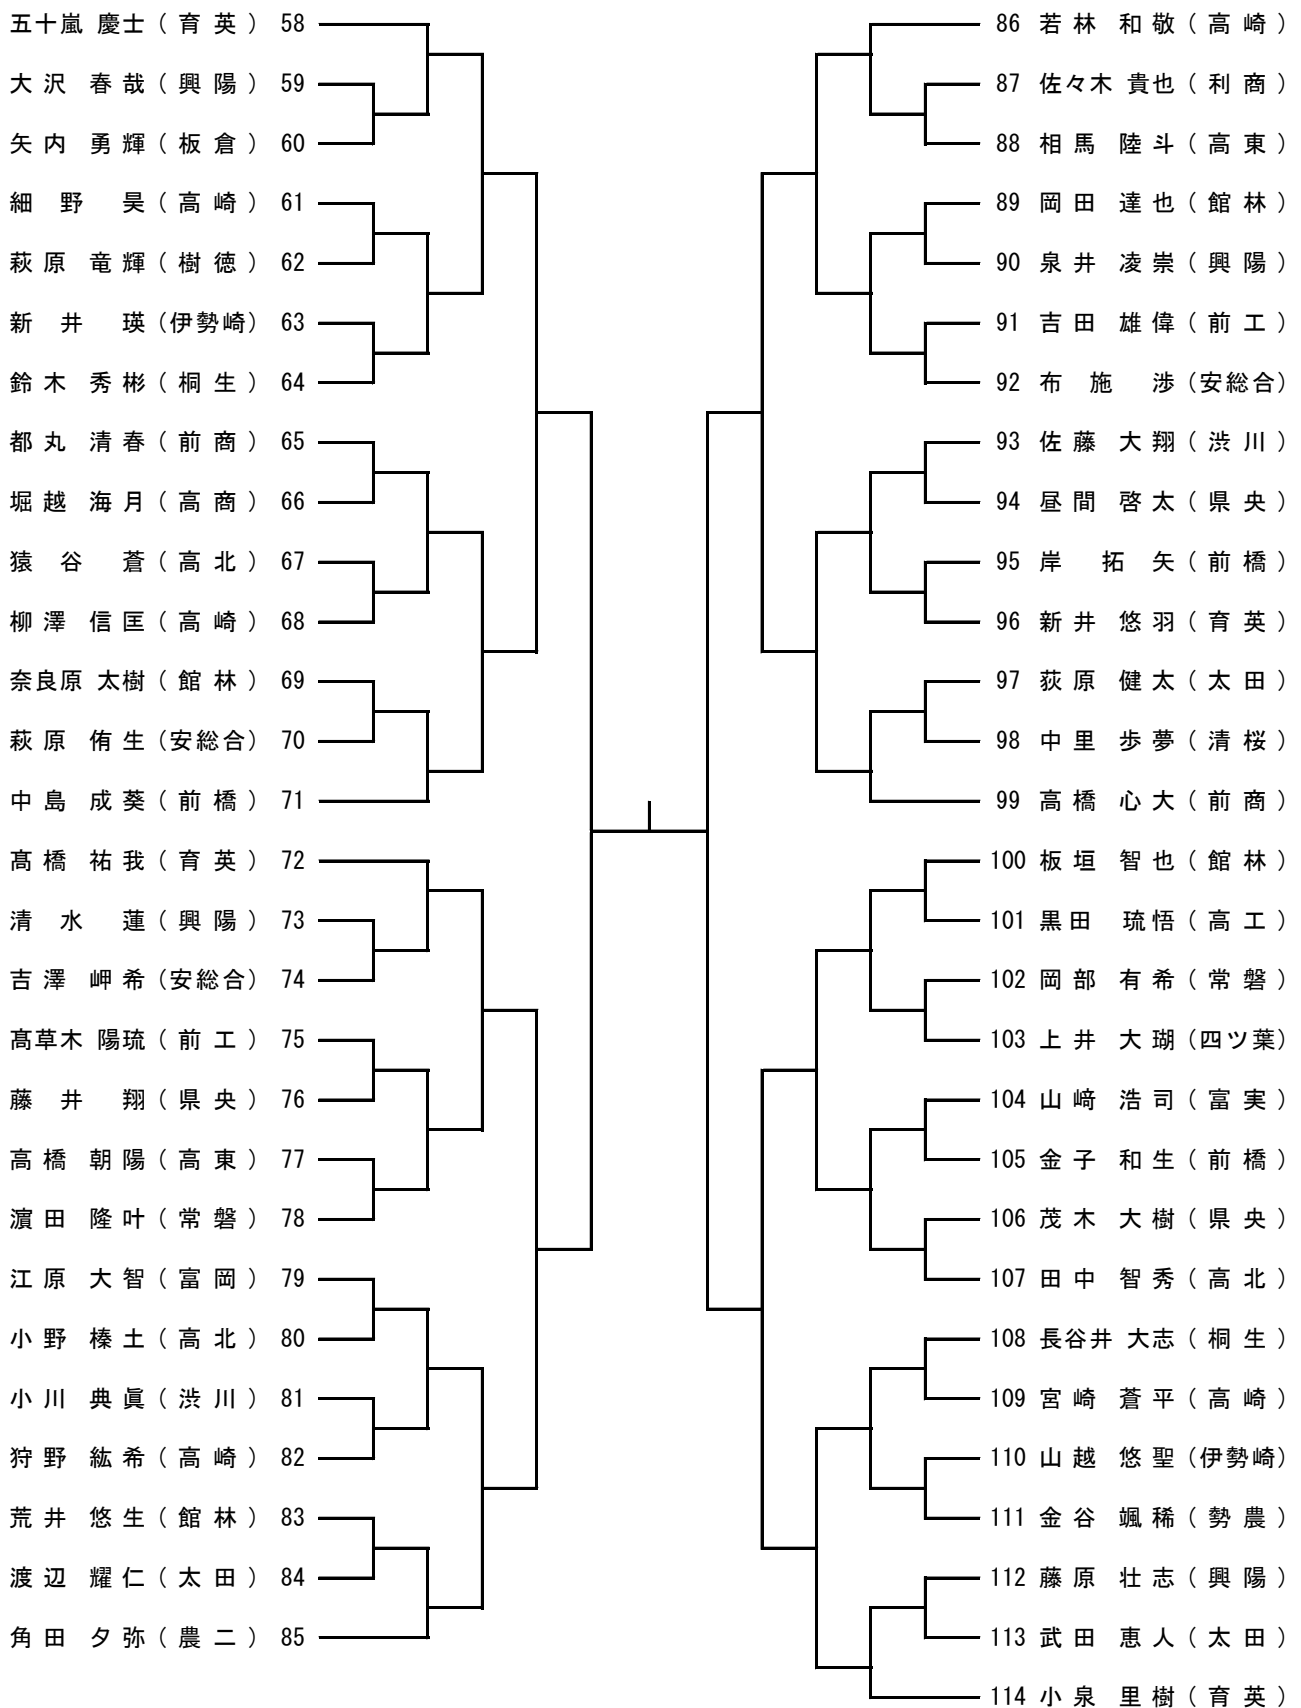 五十嵐 慶士 ( 育 英 ) 58
大 沢 春 哉 ( 興 陽 ) 59
矢 内 勇 輝 ( 板 倉 ) 60
細 野 昊 ( 高 崎 ) 61
萩 原 竜 輝 ( 樹 徳 ) 62
新 井 瑛 (伊勢崎) 63
鈴 木 秀 彬 ( 桐 生 ) 64
都 丸 清 春 ( 前 商 ) 65
堀 越 海 月 ( 高 商 ) 66
猿 谷 蒼 ( 高 北 ) 67
柳 澤 信 匡 ( 高 崎 ) 68
奈良原 太樹 ( 館 林 ) 69
萩 原 侑 生 (安総合) 70
中 島 成 葵 ( 前 橋 ) 71
髙 橋 祐 我 ( 育 英 ) 72
清 水 蓮 ( 興 陽 ) 73
吉 澤 岬 希 (安総合) 74
髙草木 陽琉 ( 前 工 ) 75
藤 井 翔 ( 県 央 ) 76
高 橋 朝 陽 ( 高 東 ) 77
濵 田 隆 叶 ( 常 磐 ) 78
江 原 大 智 ( 富 岡 ) 79
小 野 榛 土 ( 高 北 ) 80
小 川 典 眞 ( 渋 川 ) 81
狩 野 紘 希 ( 高 崎 ) 82
荒 井 悠 生 ( 館 林 ) 83
渡 辺 耀 仁 ( 太 田 ) 84
角 田 夕 弥 ( 農 二 ) 85
86 若 林 和 敬 ( 高 崎 )
87 佐々木 貴也 ( 利 商 )
88 相 馬 陸 斗 ( 高 東 )
89 岡 田 達 也 ( 館 林 )
90 泉 井 凌 崇 ( 興 陽 )
91 吉 田 雄 偉 ( 前 工 )
92 布 施 渉 (安総合)
93 佐 藤 大 翔 ( 渋 川 )
94 昼 間 啓 太 ( 県 央 )
95 岸 拓 矢 ( 前 橋 )
96 新 井 悠 羽 ( 育 英 )
97 荻 原 健 太 ( 太 田 )
98 中 里 歩 夢 ( 清 桜 )
99 高 橋 心 大 ( 前 商 )
100 板 垣 智 也 ( 館 林 )
101 黒 田 琉 悟 ( 高 工 )
102 岡 部 有 希 ( 常 磐 )
103 上 井 大 瑚 (四ツ葉)
104 山 﨑 浩 司 ( 富 実 )
105 金 子 和 生 ( 前 橋 )
106 茂 木 大 樹 ( 県 央 )
107 田 中 智 秀 ( 高 北 )
108 長谷井 大志 ( 桐 生 )
109 宮 崎 蒼 平 ( 高 崎 )
110 山 越 悠 聖 (伊勢崎)
111 金 谷 颯 稀 ( 勢 農 )
112 藤 原 壮 志 ( 興 陽 )
113 武 田 恵 人 ( 太 田 )
114 小 泉 里 樹 ( 育 英 )